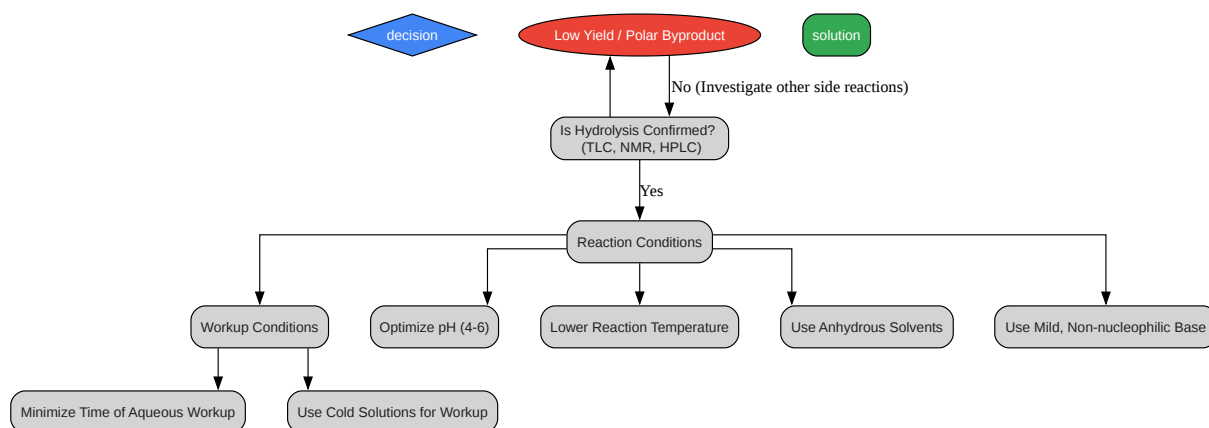 decision
Low Yield / Polar Byproduct
solution
No (Investigate other side reactions)
Is Hydrolysis Confirmed?
(TLC, NMR, HPLC)
Yes
Reaction Conditions
Workup Conditions
Optimize pH (4-6)
Lower Reaction Temperature
Use Anhydrous Solvents
Use Mild, Non-nucleophilic Base
Minimize Time of Aqueous Workup
Use Cold Solutions for Workup